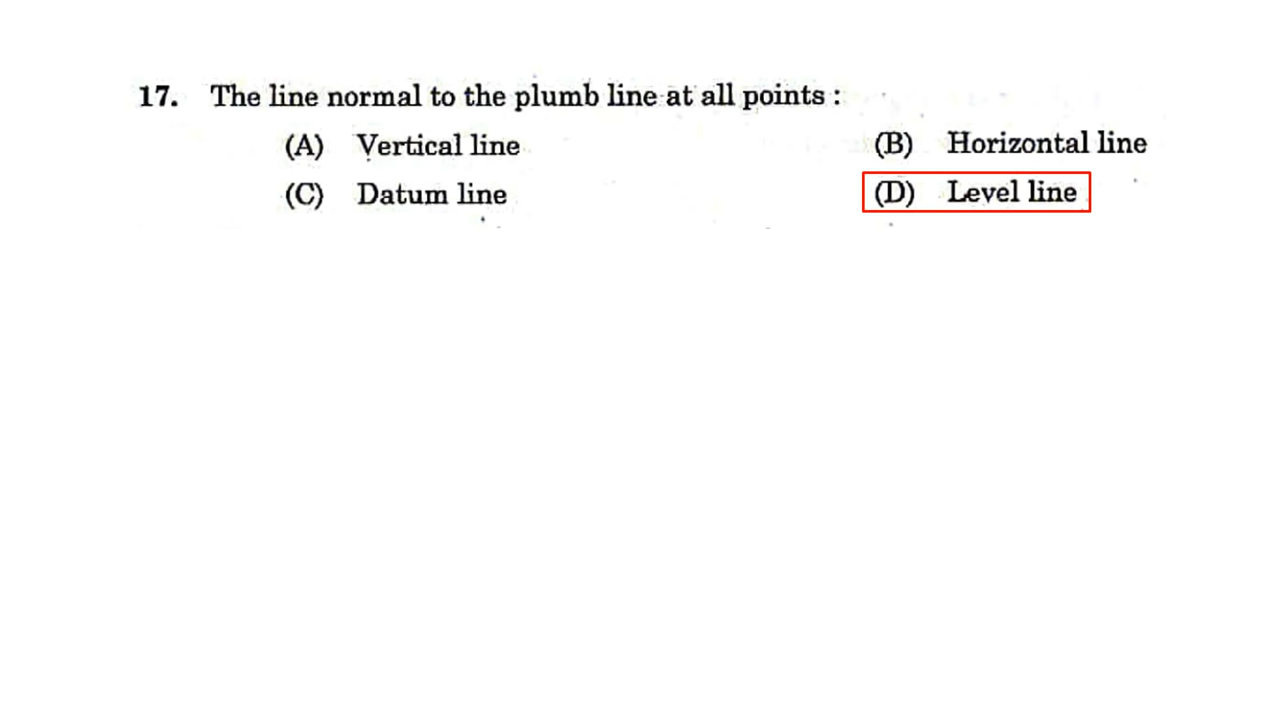 17. The line normal to the plumb line at all points :
(A) Vertical line (B) Horizontal line
(C) Datum line (D) Level line